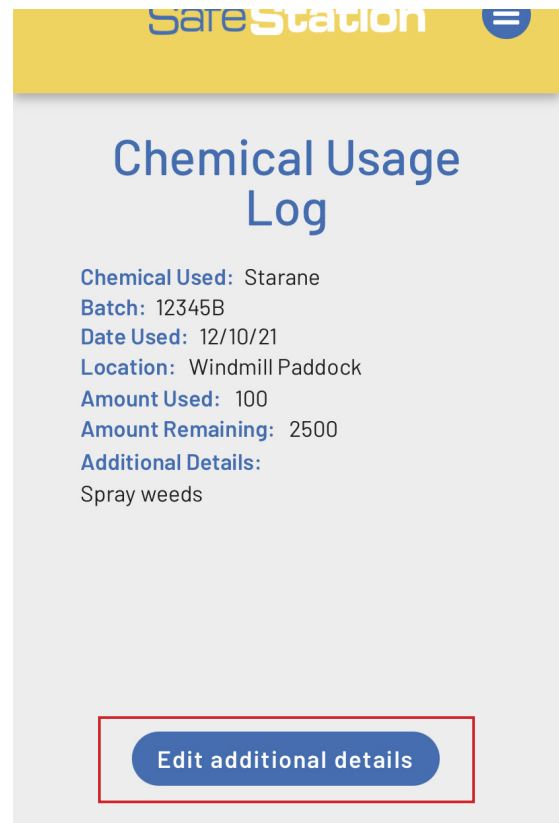 SafeStation
Chemical Usage
Log
Chemical Used: Starane
Batch: 12345B
Date Used: 12/10/21
Location: Windmill Paddock
Amount Used: 100
Amount Remaining: 2500
Additional Details:
Spray weeds
Edit additional details